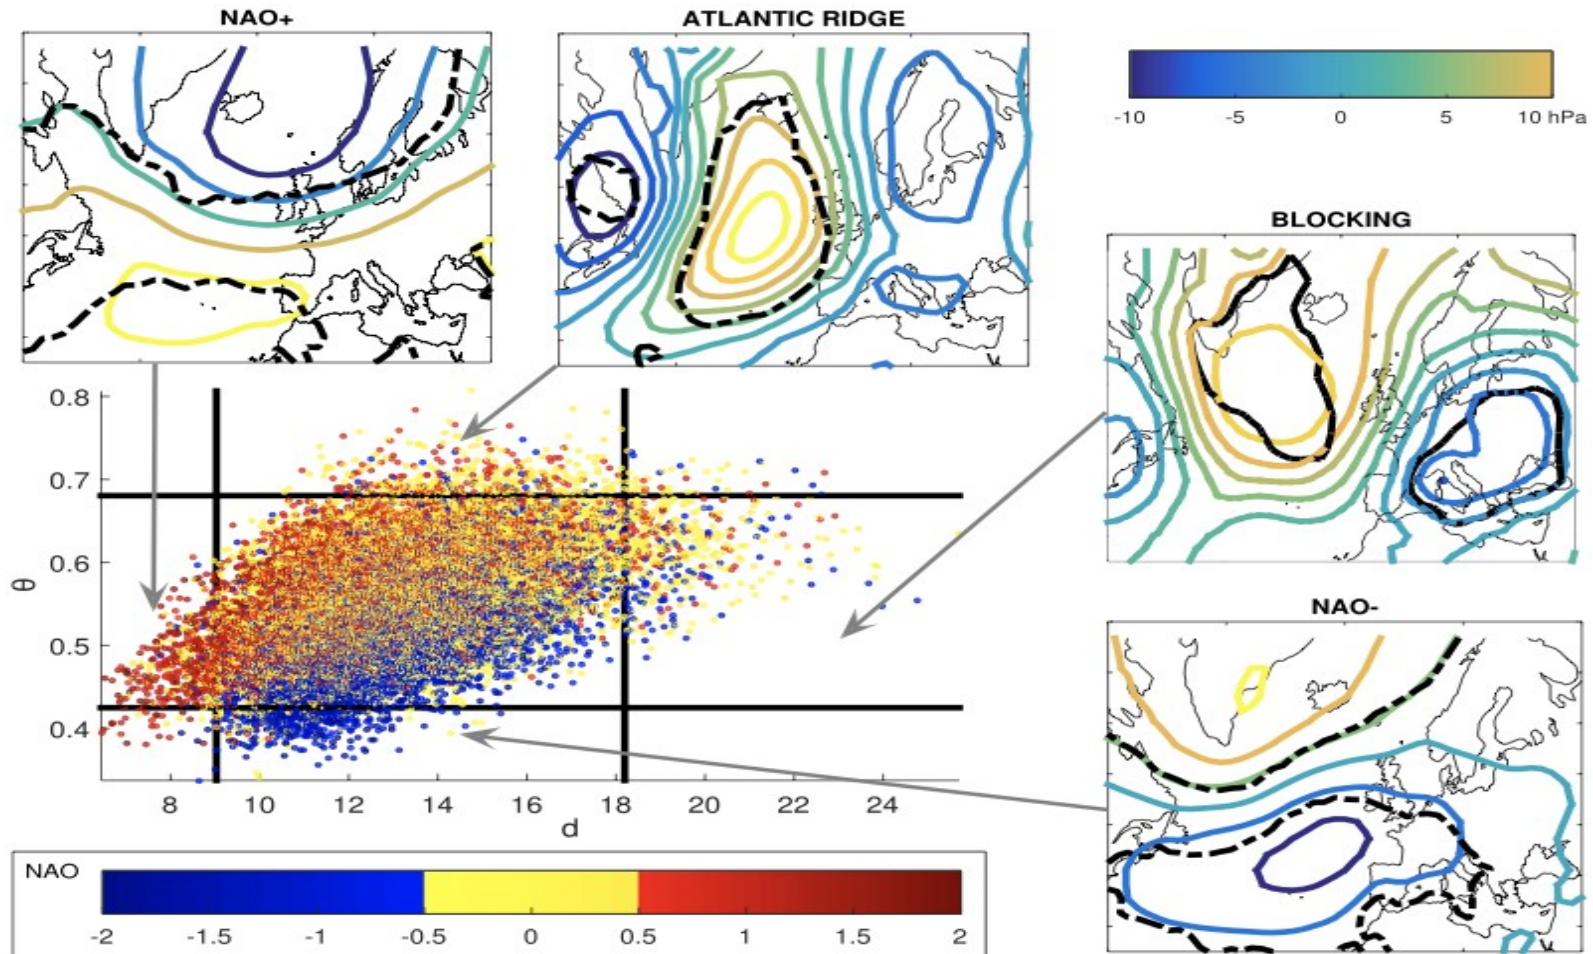 NAO+
ATLANTIC RIDGE
-10 -5 0 5 10 hPa
BLOCKING
0.8
0.7
0.6
0.5
0.4
θ
8 10 12 14 16 18 20 22 24
d
NAO-
NAO
-2 -1.5 -1 -0.5 0 0.5 1 1.5 2